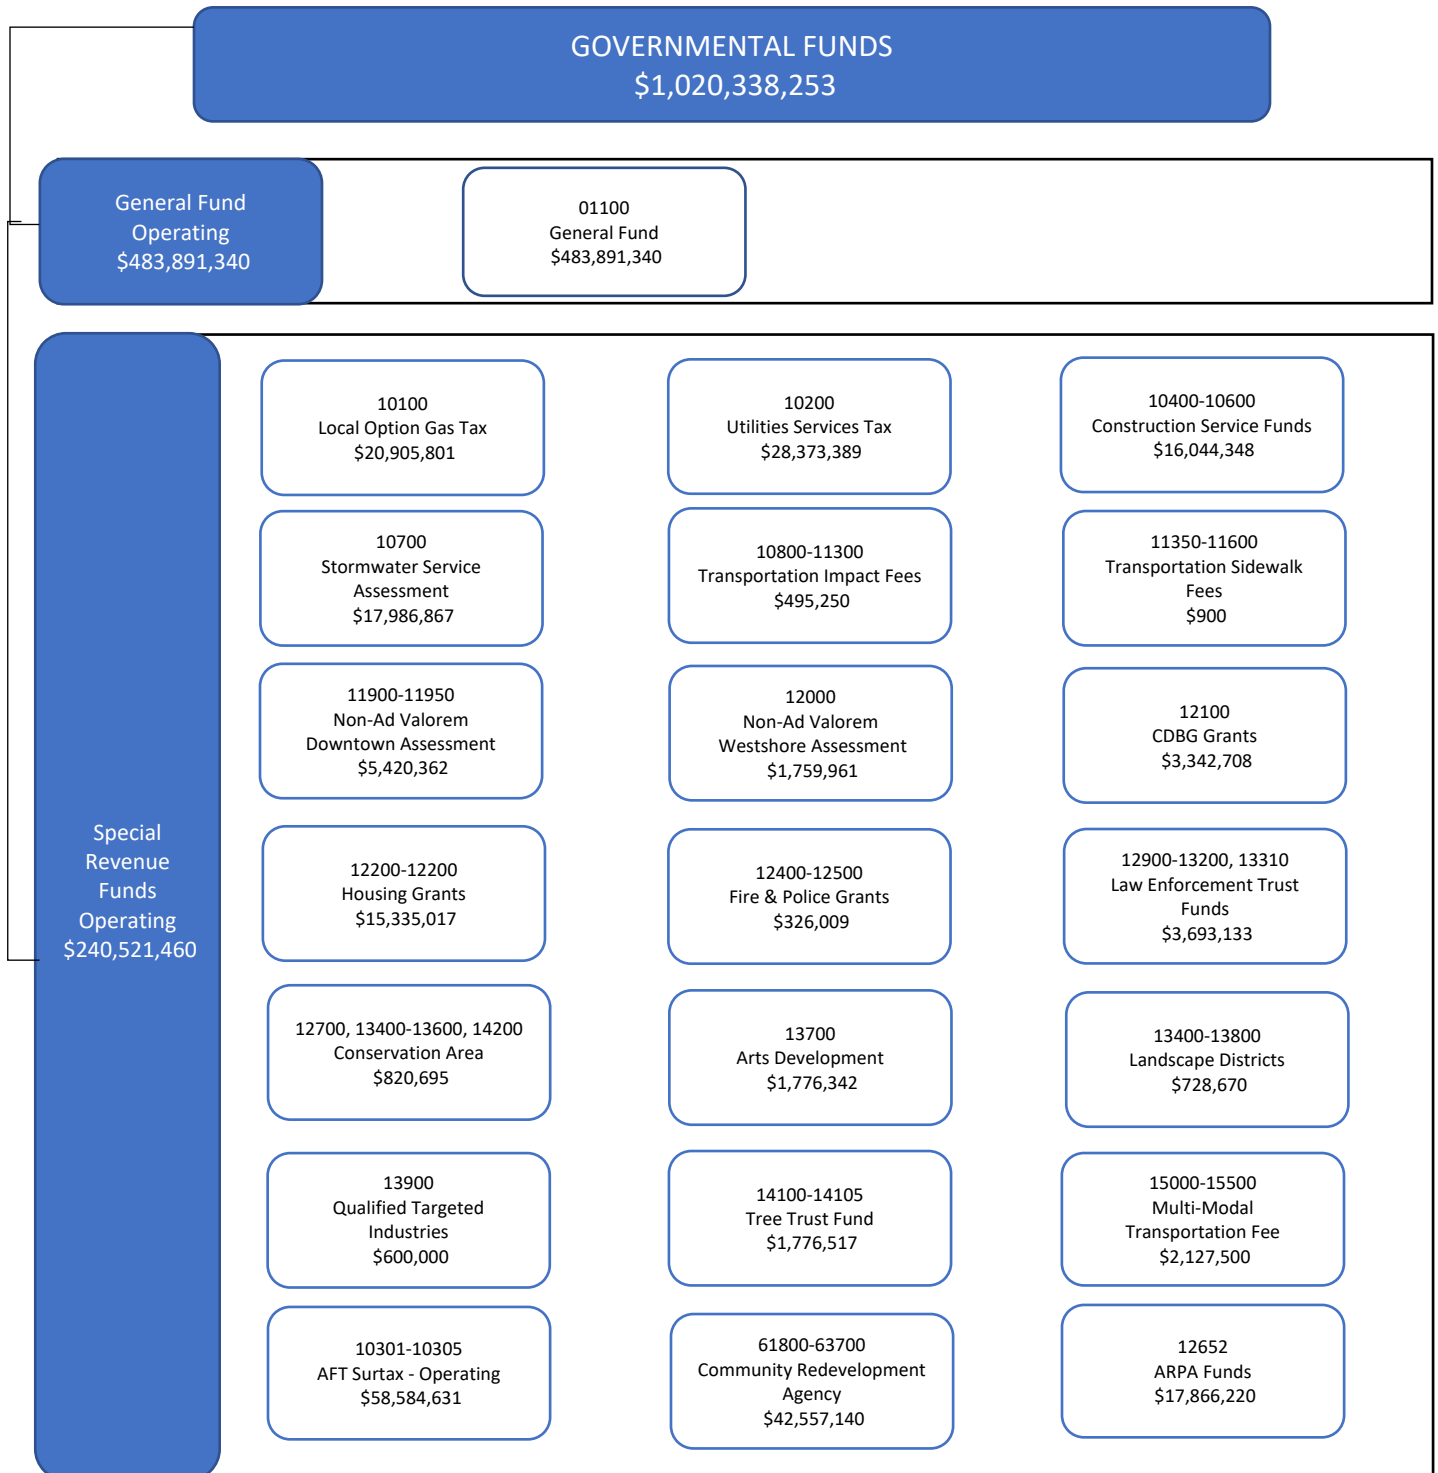 GOVERNMENTAL FUNDS
$1,020,338,253
General Fund
Operating
$483,891,340
01100
General Fund
$483,891,340
Special
Revenue
Funds
Operating
$240,521,460
10100
Local Option Gas Tax
$20,905,801
10200
Utilities Services Tax
$28,373,389
10400-10600
Construction Service Funds
$16,044,348
10700
Stormwater Service
Assessment
$17,986,867
10800-11300
Transportation Impact Fees
$495,250
11350-11600
Transportation Sidewalk
Fees
$900
11900-11950
Non-Ad Valorem
Downtown Assessment
$5,420,362
12000
Non-Ad Valorem
Westshore Assessment
$1,759,961
12100
CDBG Grants
$3,342,708
12200-12200
Housing Grants
$15,335,017
12400-12500
Fire & Police Grants
$326,009
12900-13200, 13310
Law Enforcement Trust
Funds
$3,693,133
12700, 13400-13600, 14200
Conservation Area
$820,695
13700
Arts Development
$1,776,342
13400-13800
Landscape Districts
$728,670
13900
Qualified Targeted
Industries
$600,000
14100-14105
Tree Trust Fund
$1,776,517
15000-15500
Multi-Modal
Transportation Fee
$2,127,500
10301-10305
AFT Surtax - Operating
$58,584,631
61800-63700
Community Redevelopment
Agency
$42,557,140
12652
ARPA Funds
$17,866,220